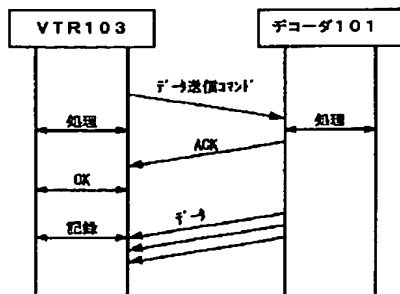 VTR103
デコーダ101
データ送信コマンド
処理
処理
ACK
OK
データ
記録